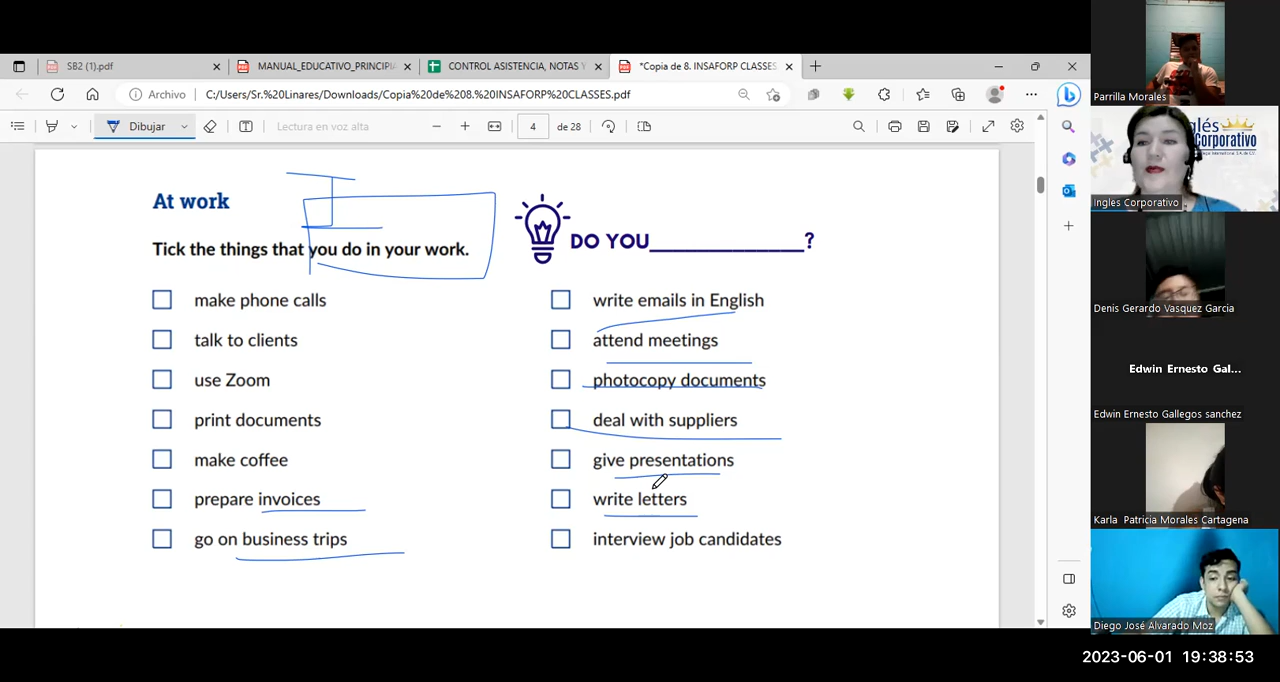 SB2 (1).pdf
MANUAL_EDUCATIVO_PRINCIPIA
CONTROL ASISTENCIA, NOTAS Y
*Copia de 8. INSAFORP CLASSES.
Archivo
C:/Users/Sr.%20Linares/Downloads/Copia%20de%208.%20INSAFORP%20CLASSES.pdf
Dibujar
Lectura en voz alta
4
de 28
At work
Tick the things that you do in your work.
DO YOU_____________?
make phone calls
talk to clients
use Zoom
print documents
make coffee
prepare invoices
go on business trips
write emails in English
attend meetings
photocopy documents
deal with suppliers
give presentations
write letters
interview job candidates
Parrilla Morales
glés
Corporativo
Ingles Corporativo
Denis Gerardo Vasquez Garcia
Edwin Ernesto Gal...
Edwin Ernesto Gallegos sanchez
Karla Patricia Morales Cartagena
Diego José Alvarado Moz
2023-06-01 19:38:53